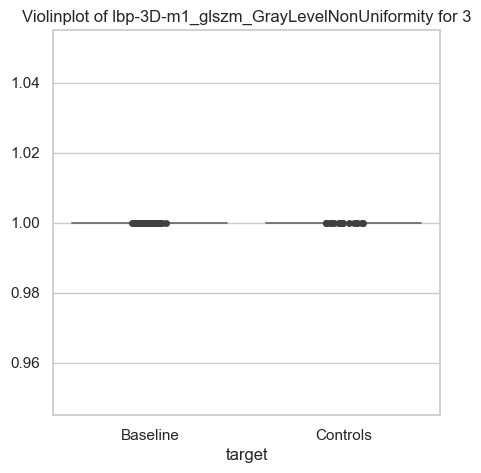 Violinplot of lbp-3D-m1_glszm_GrayLevelNonUniformity for 3
1.04
1.02
1.00
0.98
0.96
Baseline Controls
target